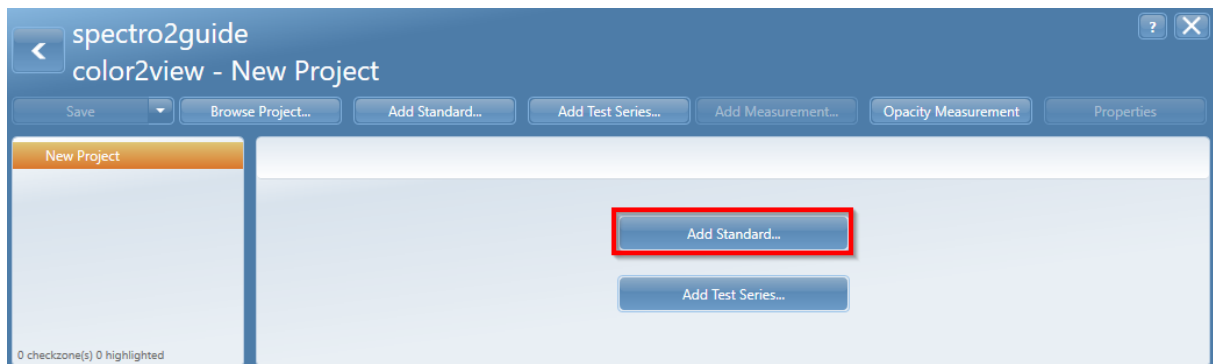 spectro2guide
color2view - New Project
?
Save
Browse Project...
Add Standard...
Add Test Series...
Add Measurement...
Opacity Measurement
Properties
New Project
Add Standard...
Add Test Series...
0 checkzone(s) 0 highlighted